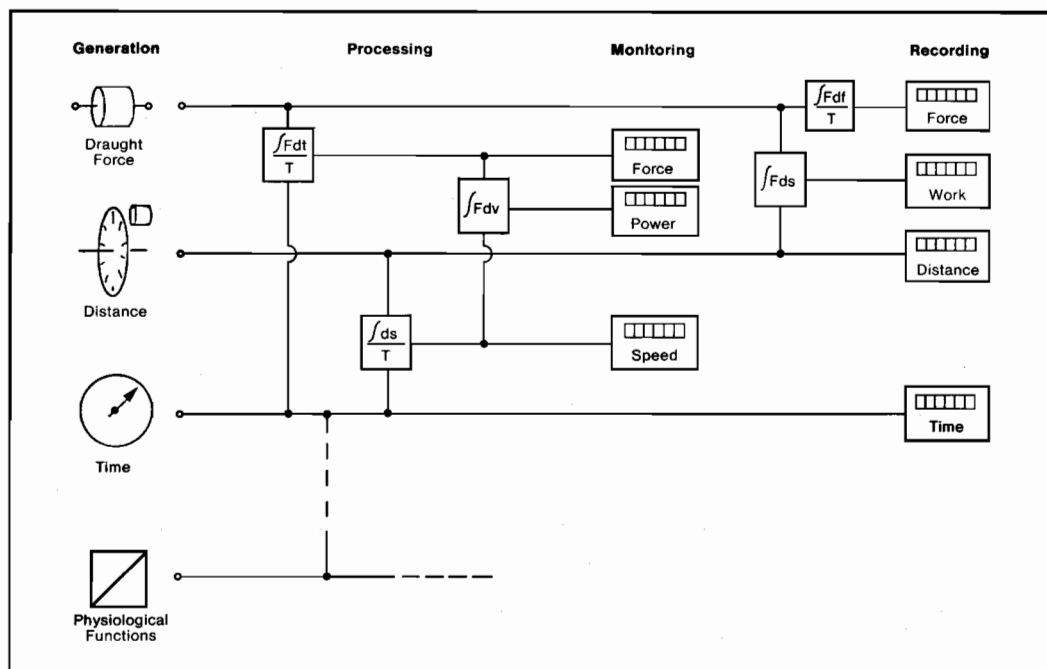 Generation Processing Monitoring Recording
Draught
Force
∫Fdt
T
Force
∫Fdf
T
Force
∫Fdv
Power
∫Fds
Work
Distance
Distance
∫ds
T
Speed
Time
Time
Physiological
Functions